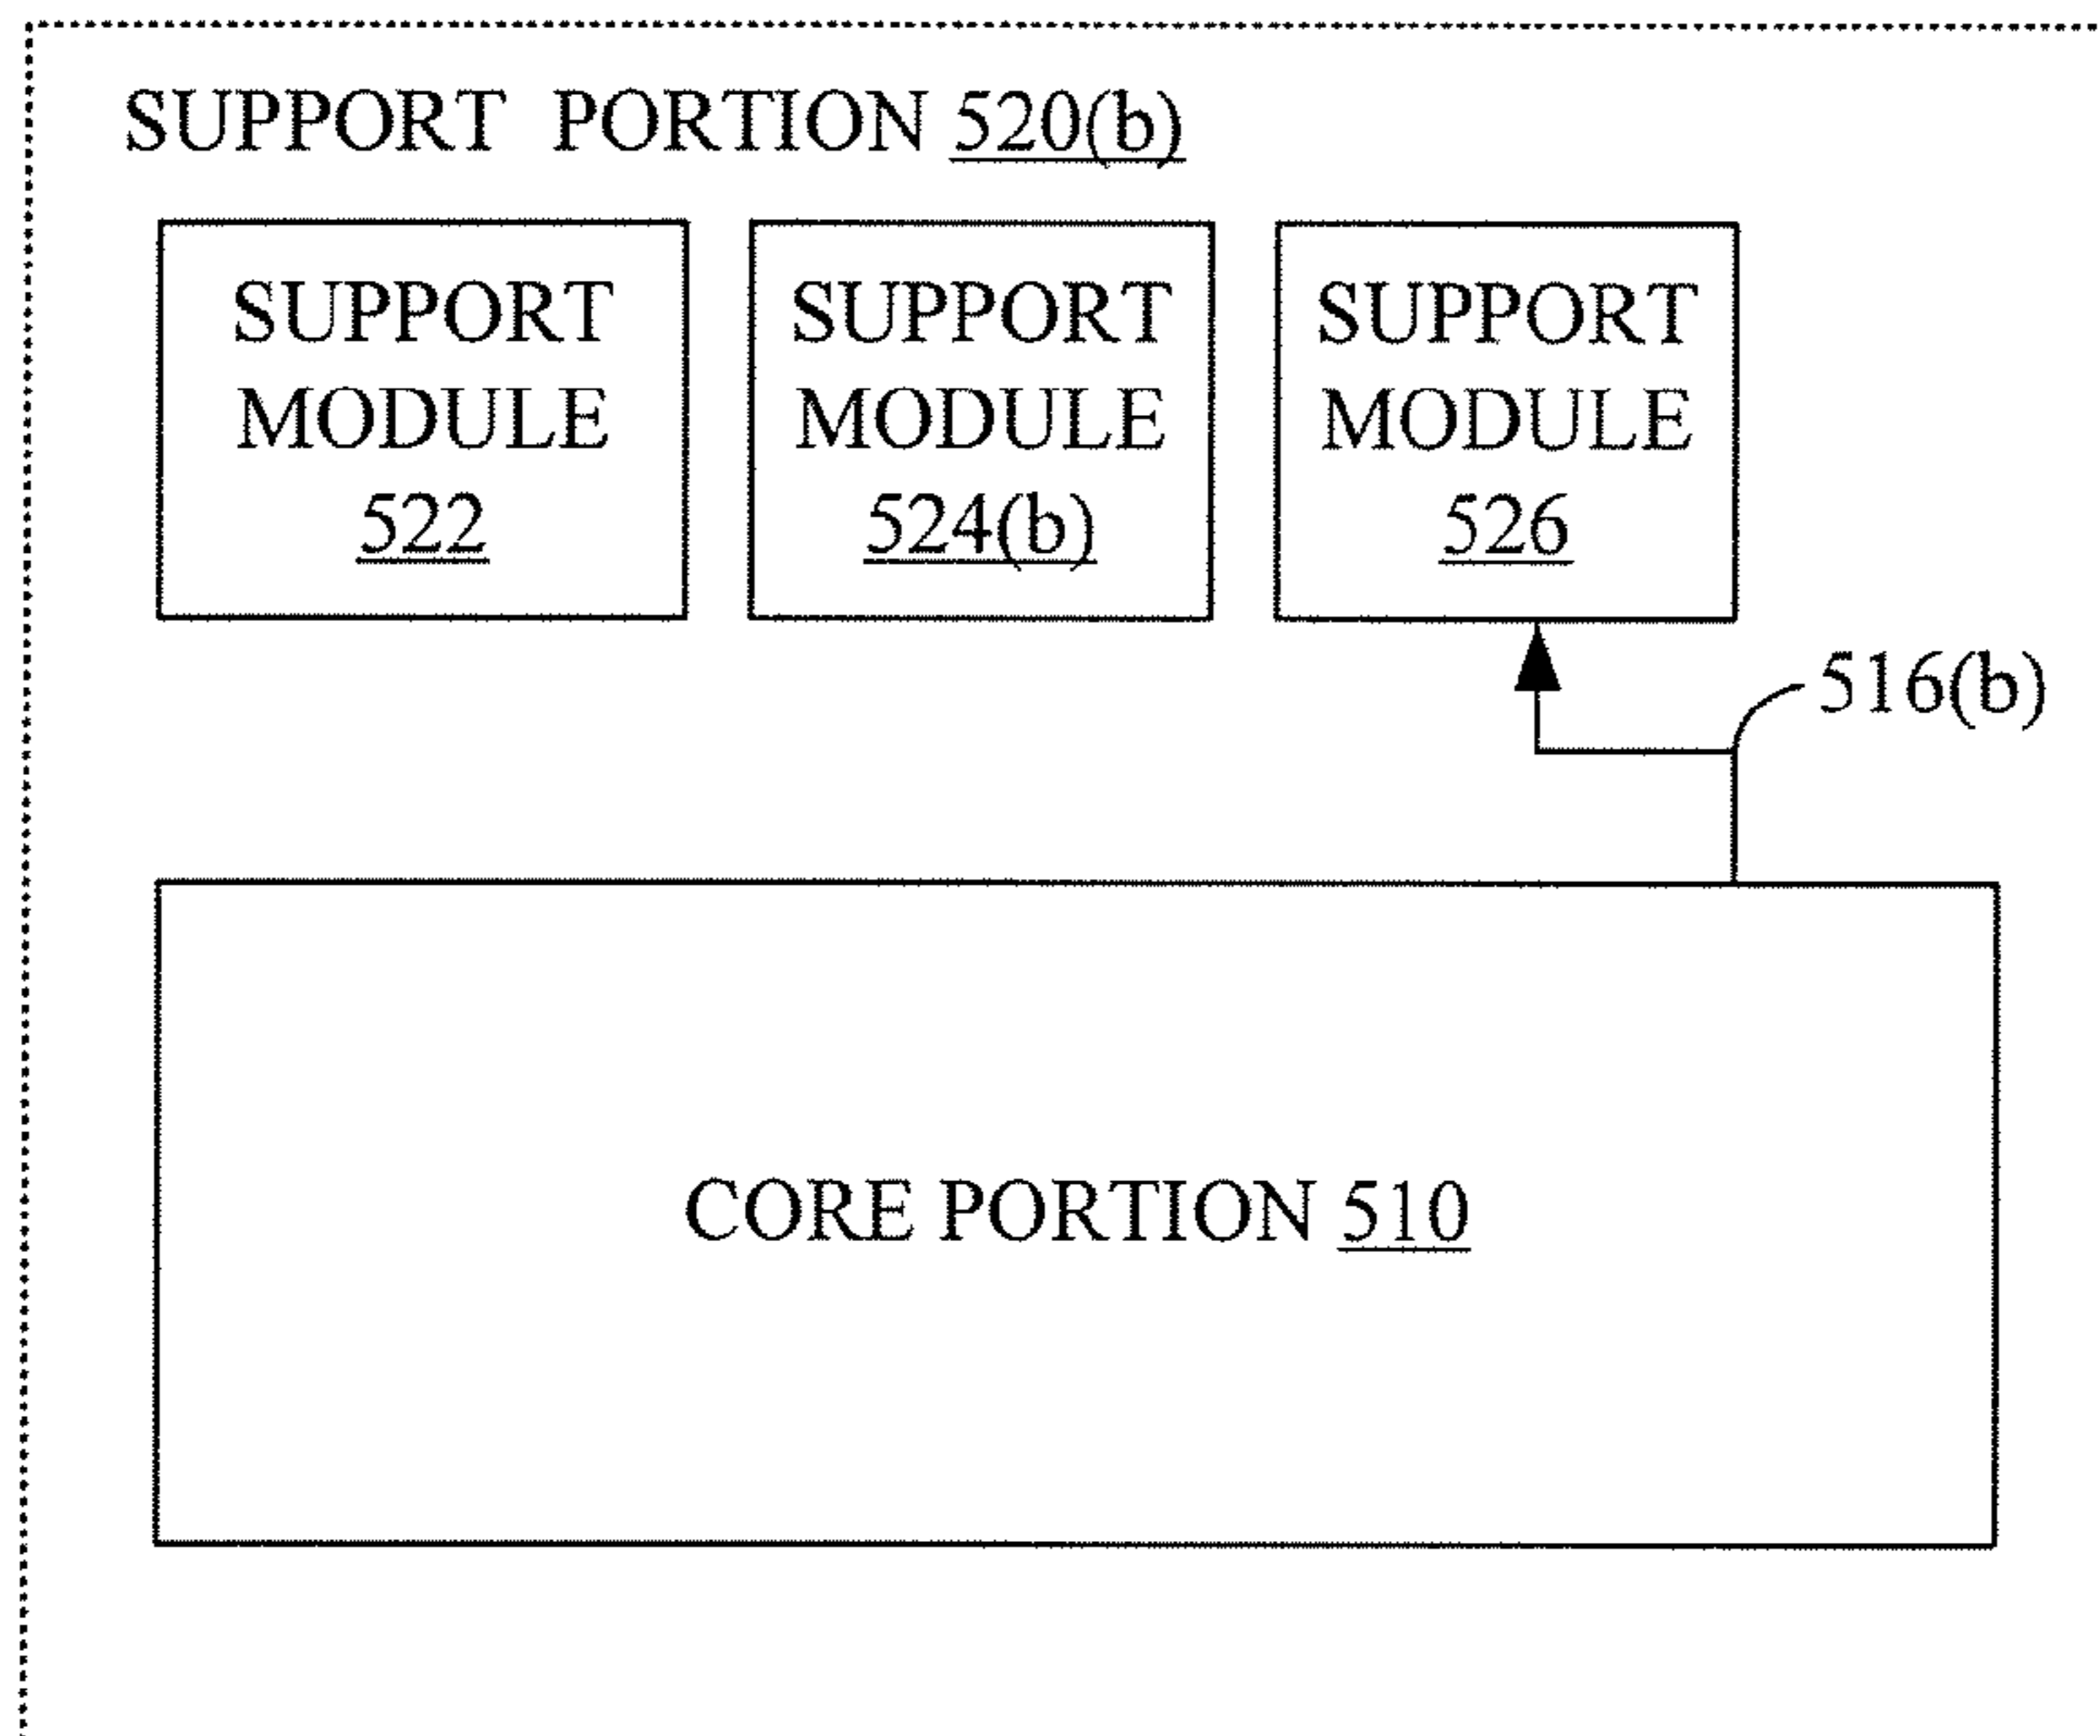 SUPPORT PORTION 520(b)
SUPPORT
MODULE
522
SUPPORT
MODULE
524(b)
SUPPORT
MODULE
526
516(b)
CORE PORTION 510